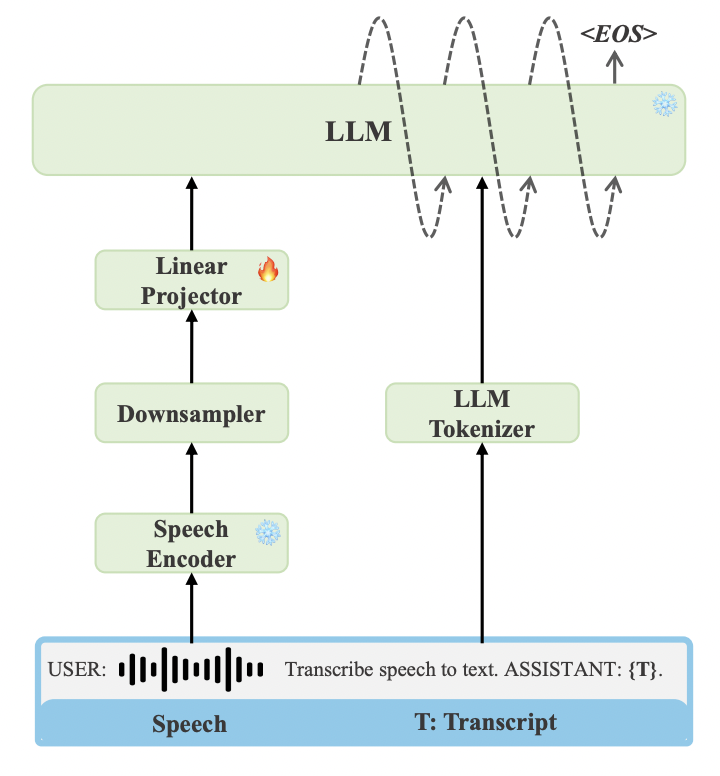 <EOS>
LLM
Linear
Projector
Downsampler
LLM
Tokenizer
Speech
Encoder
USER: Transcribe speech to text. ASSISTANT: {T}.
Speech T: Transcript